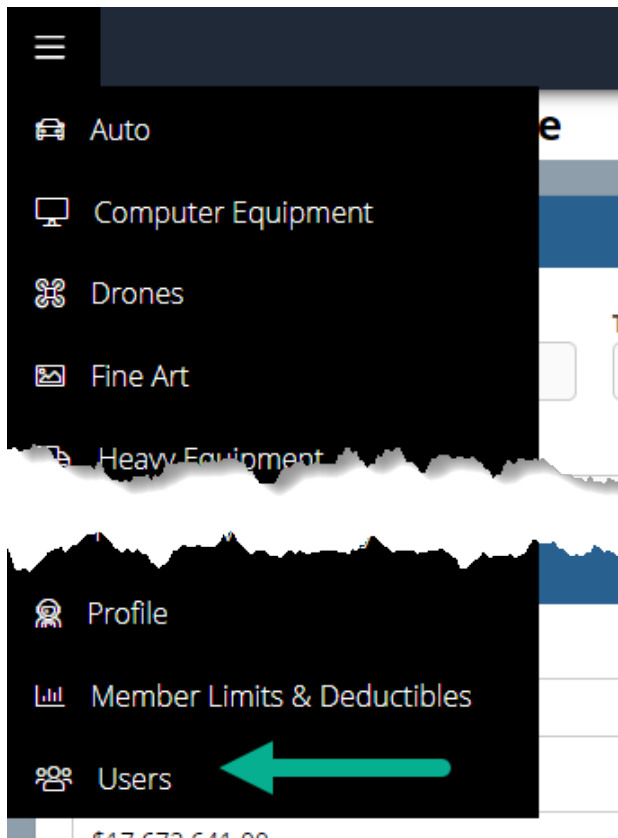 e
Auto
Computer Equipment
Drones
T
Fine Art
Heavy Equipment
Profile
Member Limits & Deductibles
Users